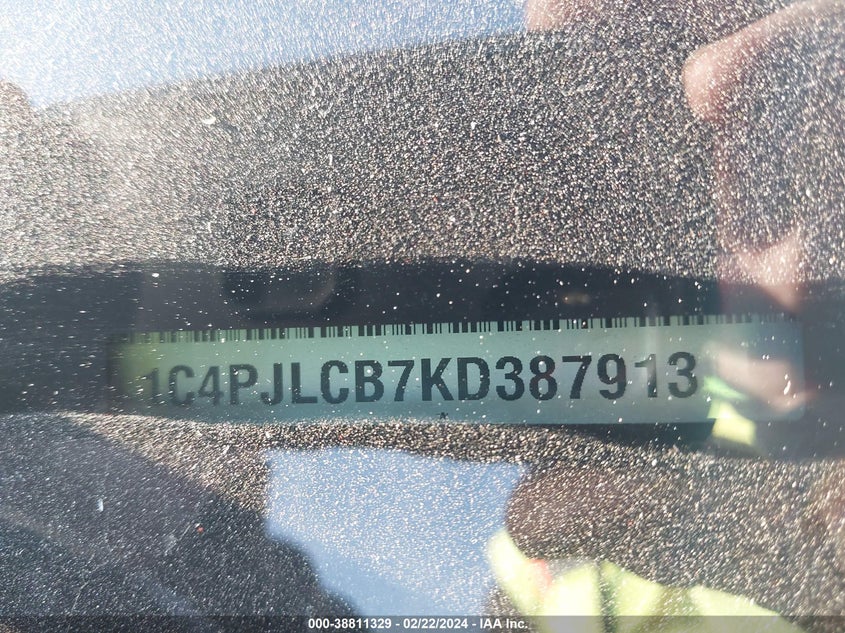 1C4PJLCB7KD387913
*
000-38811329 - 02/22/2024 - IAA Inc.